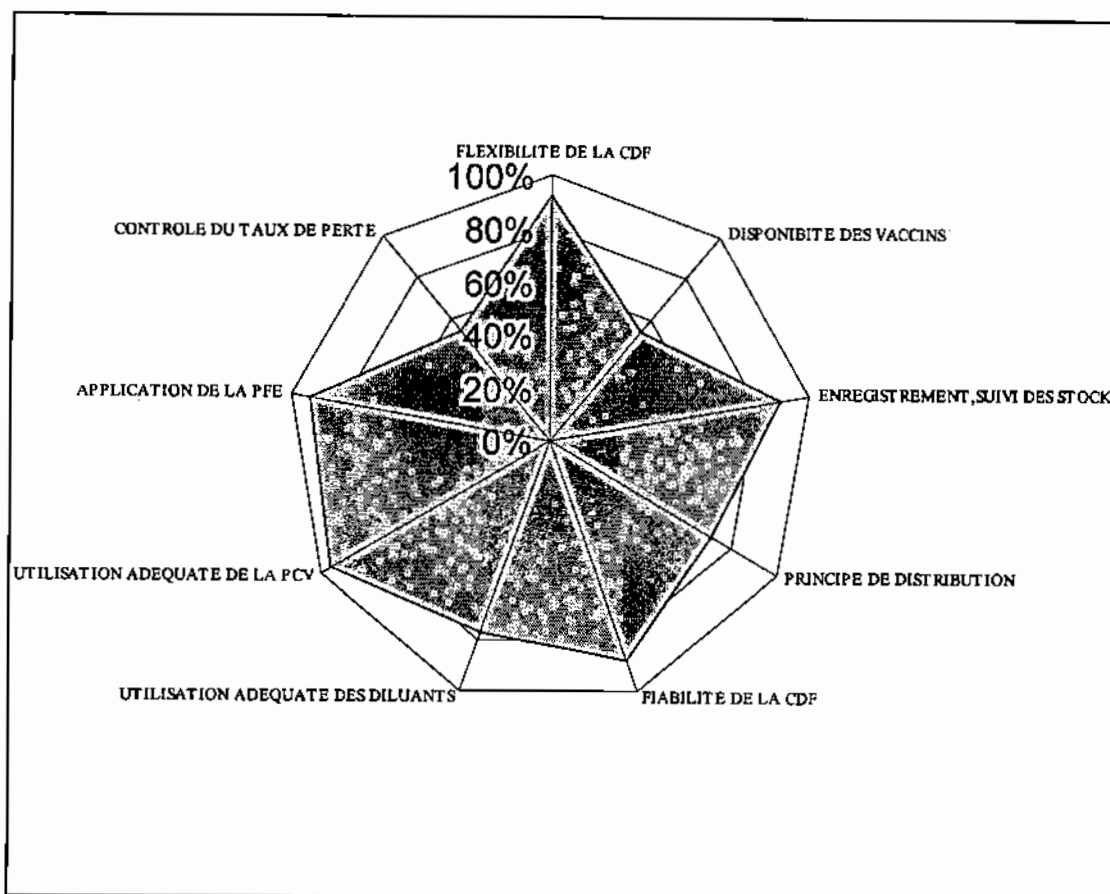 FLEXIBILITE DE LA CDF
100%
CONTROLE DU TAUX DE PERTE
DISPONIBITE DES VACCINS
80%
60%
40%
APPLICATION DE LA PFE
20%
ENREGISTREMENT,SUIVI DES STOCK
0%
UTILISATION ADEQUATE DE LA PCV
PRINCIPE DE DISTRIBUTION
UTILISATION ADEQUATE DES DILUANTS
FIABILITE DE LA CDF